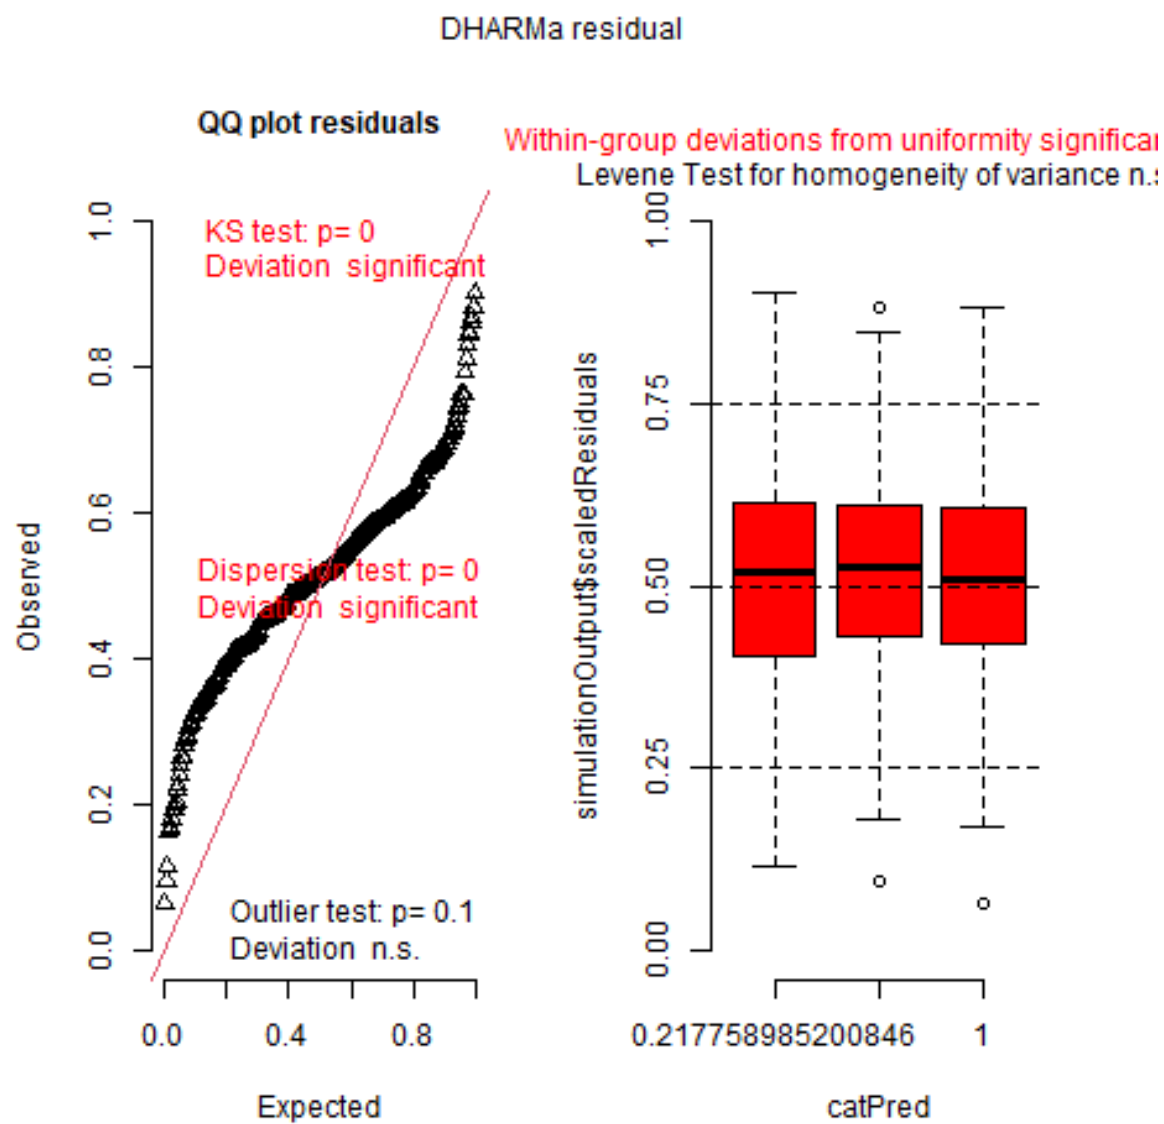 DHARMa residual
QQ plot residuals
Within-group deviations from uniformity significan
Levene Test for homogeneity of variance n.s
KS test: p= 0
Deviation  significant
Dispersion test: p= 0
Deviation  significant
Outlier test: p= 0.1
Deviation  n.s.
Observed
1.0
0.8
0.6
0.4
0.2
0.0
0.0
0.4
0.8
Expected
simulationOutput$scaledResiduals
1.00
0.75
0.50
0.25
0.00
0.217758985200846
1
catPred